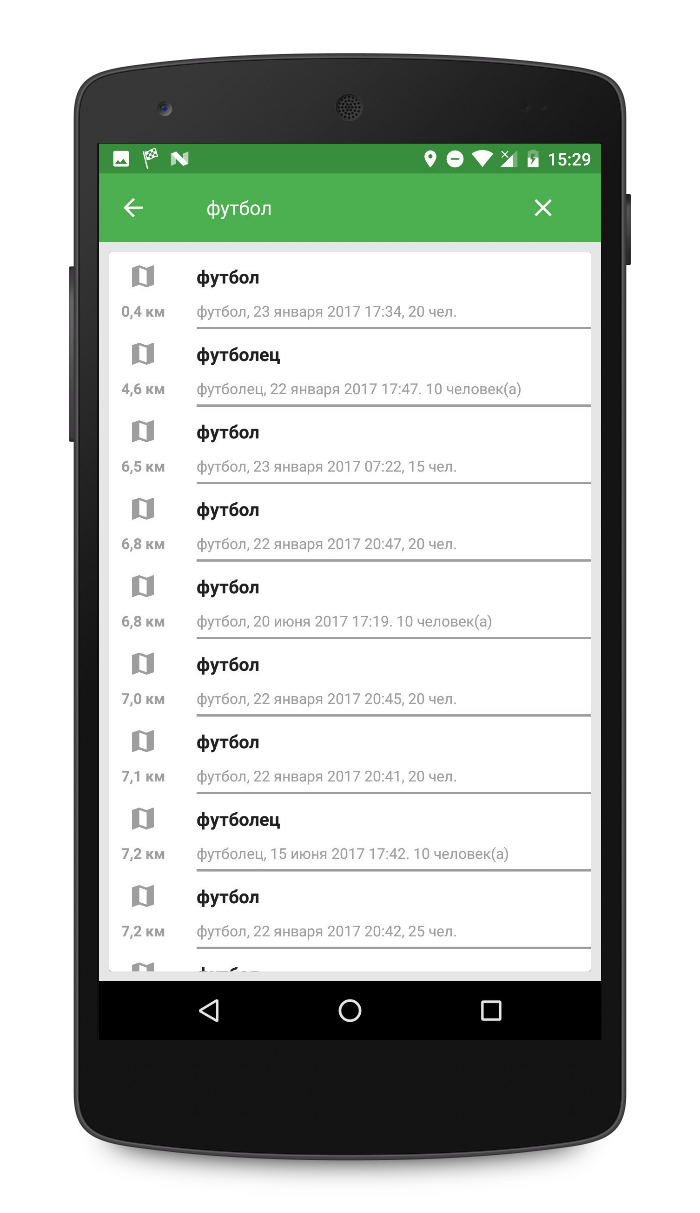 15:29
футбол
футбол
0,4 км футбол, 23 января 2017 17:34, 20 чел.
футболец
4,6 км футболец, 22 января 2017 17:47. 10 человек(а)
футбол
6,5 км футбол, 23 января 2017 07:22, 15 чел.
футбол
6,8 км футбол, 22 января 2017 20:47, 20 чел.
футбол
6,8 км футбол, 20 июня 2017 17:19. 10 человек(а)
футбол
7,0 км футбол, 22 января 2017 20:45, 20 чел.
футбол
7,1 км футбол, 22 января 2017 20:41, 20 чел.
футболец
7,2 км футболец, 15 июня 2017 17:42. 10 человек(а)
футбол
7,2 км футбол, 22 января 2017 20:42, 25 чел.